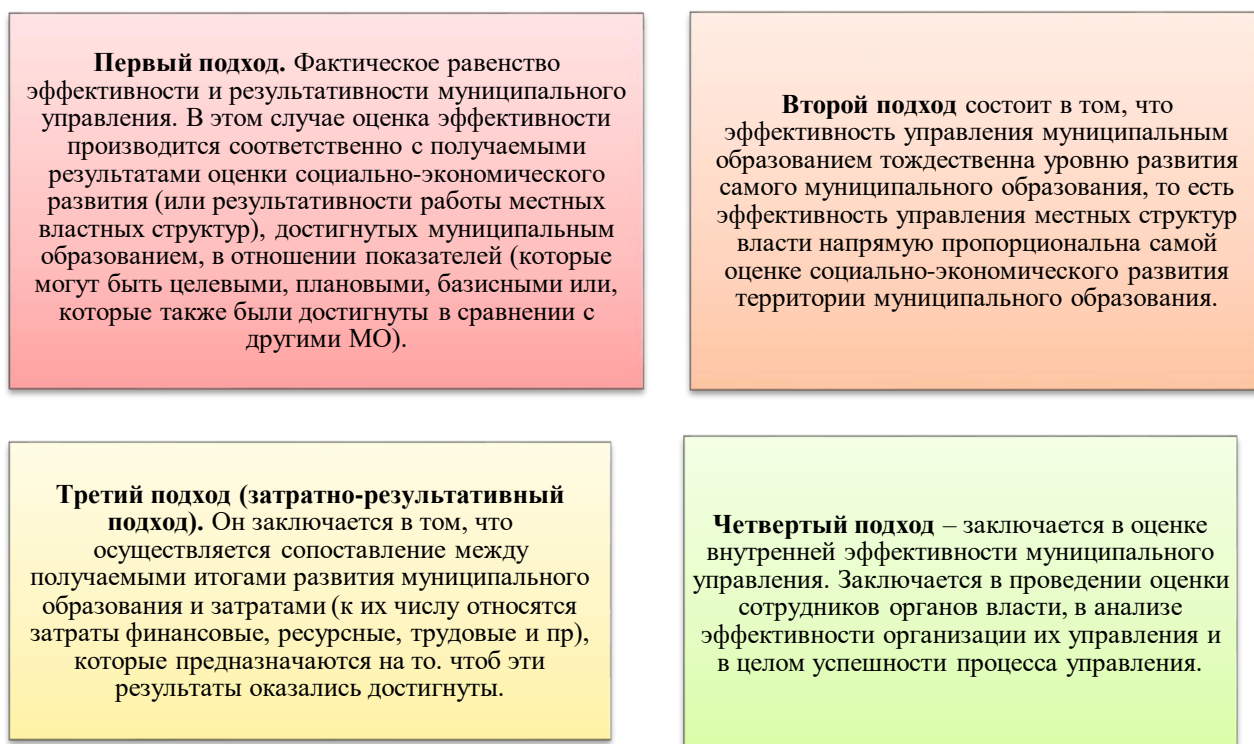 Первый подход. Фактическое равенство
эффективности и результативности муниципального
управления. В этом случае оценка эффективности
производится соответственно с получаемыми
результатами оценки социально-экономического
развития (или результативности работы местных
властных структур), достигнутых муниципальным
образованием, в отношении показателей (которые
могут быть целевыми, плановыми, базисными или,
которые также были достигнуты в сравнении с
другими МО).
Второй подход состоит в том, что
эффективность управления муниципальным
образованием тождественна уровню развития
самого муниципального образования, то есть
эффективность управления местных структур
власти напрямую пропорциональна самой
оценке социально-экономического развития
территории муниципального образования.
Третий подход (затратно-результативный
подход). Он заключается в том, что
осуществляется сопоставление между
получаемыми итогами развития муниципального
образования и затратами (к их числу относятся
затраты финансовые, ресурсные, трудовые и пр),
которые предназначаются на то. чтоб эти
результаты оказались достигнуты.
Четвертый подход – заключается в оценке
внутренней эффективности муниципального
управления. Заключается в проведении оценки
сотрудников органов власти, в анализе
эффективности организации их управления и
в целом успешности процесса управления.